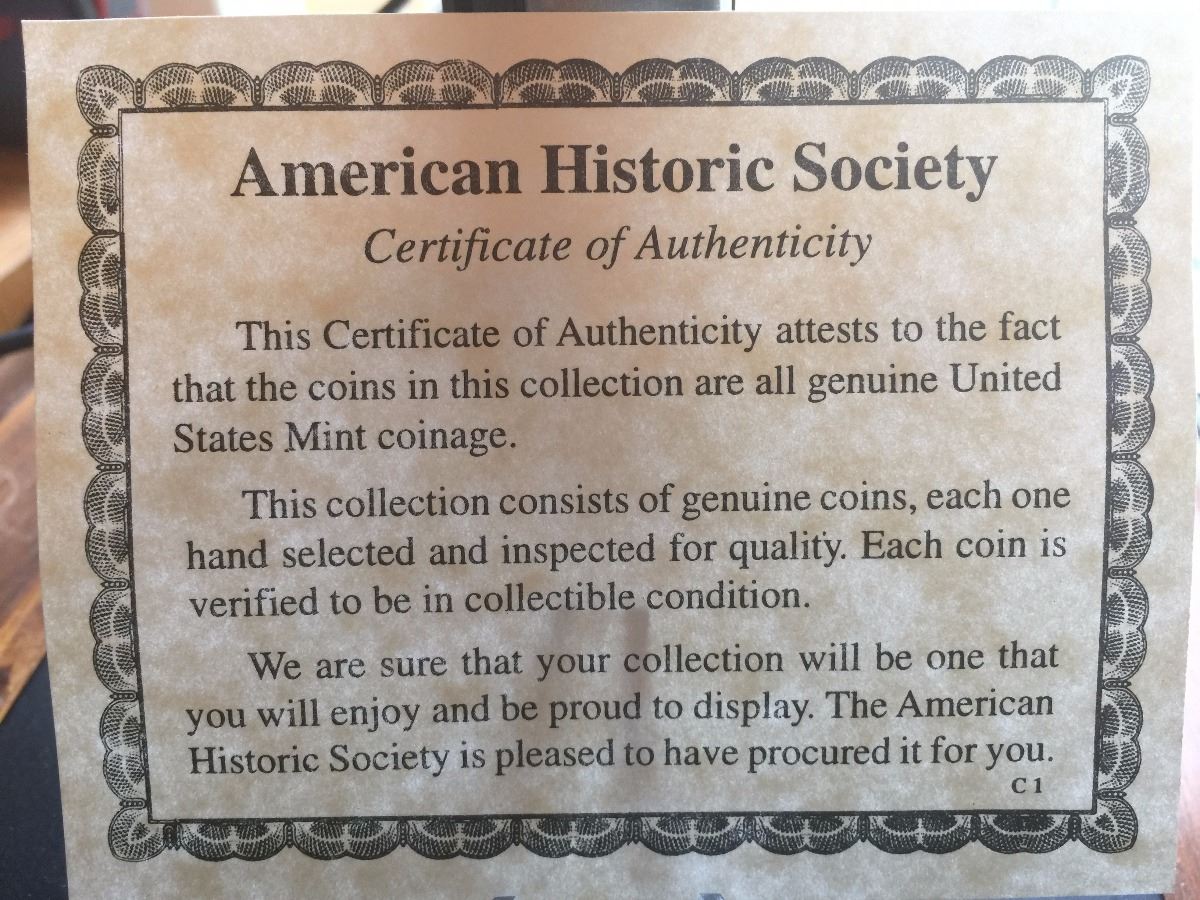 American Historic Society
Certificate of Authenticity
This Certificate of Authenticity attests to the fact
that the coins in this collection are all genuine United
States Mint coinage.
This collection consists of genuine coins, each one
hand selected and inspected for quality. Each coin is
verified to be in collectible condition.
We are sure that your collection will be one that
you will enjoy and be proud to display. The American
Historic Society is pleased to have procured it for you.
C 1